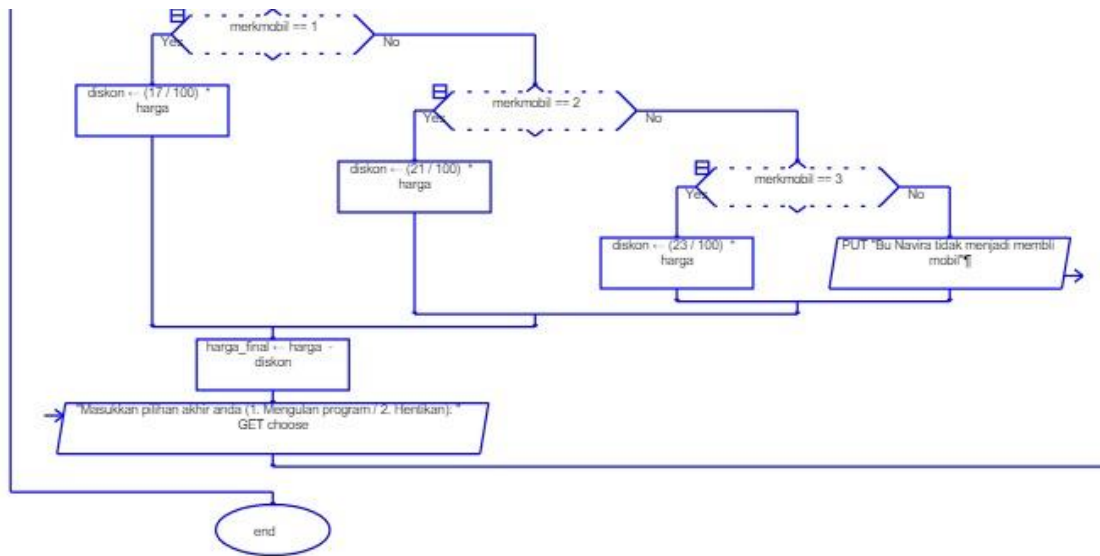 merkmobil == 1
Yes
No
diskon ← (17 / 100) *
harga
merkmobil == 2
Yes
No
diskon ← (21 / 100) *
harga
merkmobil == 3
Yes
No
diskon ← (23 / 100) *
harga
PUT "Bu Navira tidak menjadi membli
mobil"¶
harga_final ← harga -
diskon
"Masukkan pilihan akhir anda (1. Mengulan program / 2. Hentikan): "
GET choose
end